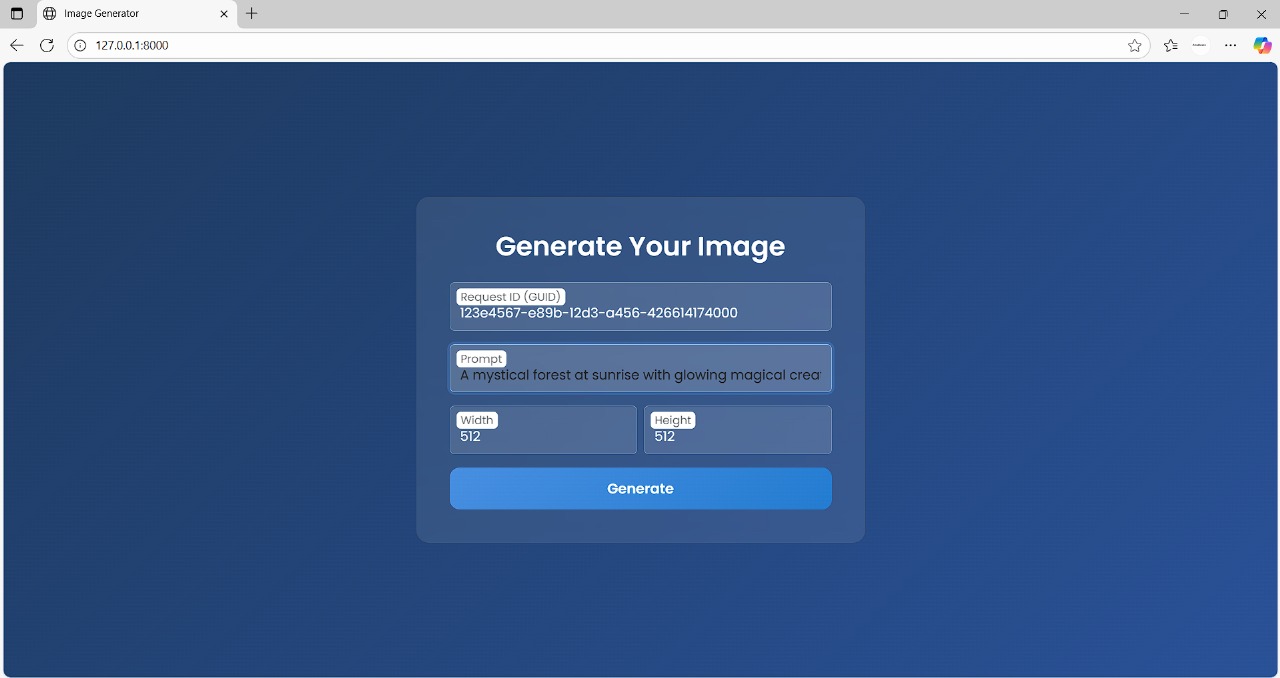 Image Generator
127.0.0.1:8000
Generate Your Image
Request ID (GUID)
123e4567-e89b-12d3-a456-426614174000
Prompt
A mystical forest at sunrise with glowing magical crea
Width
Height
512
512
Generate